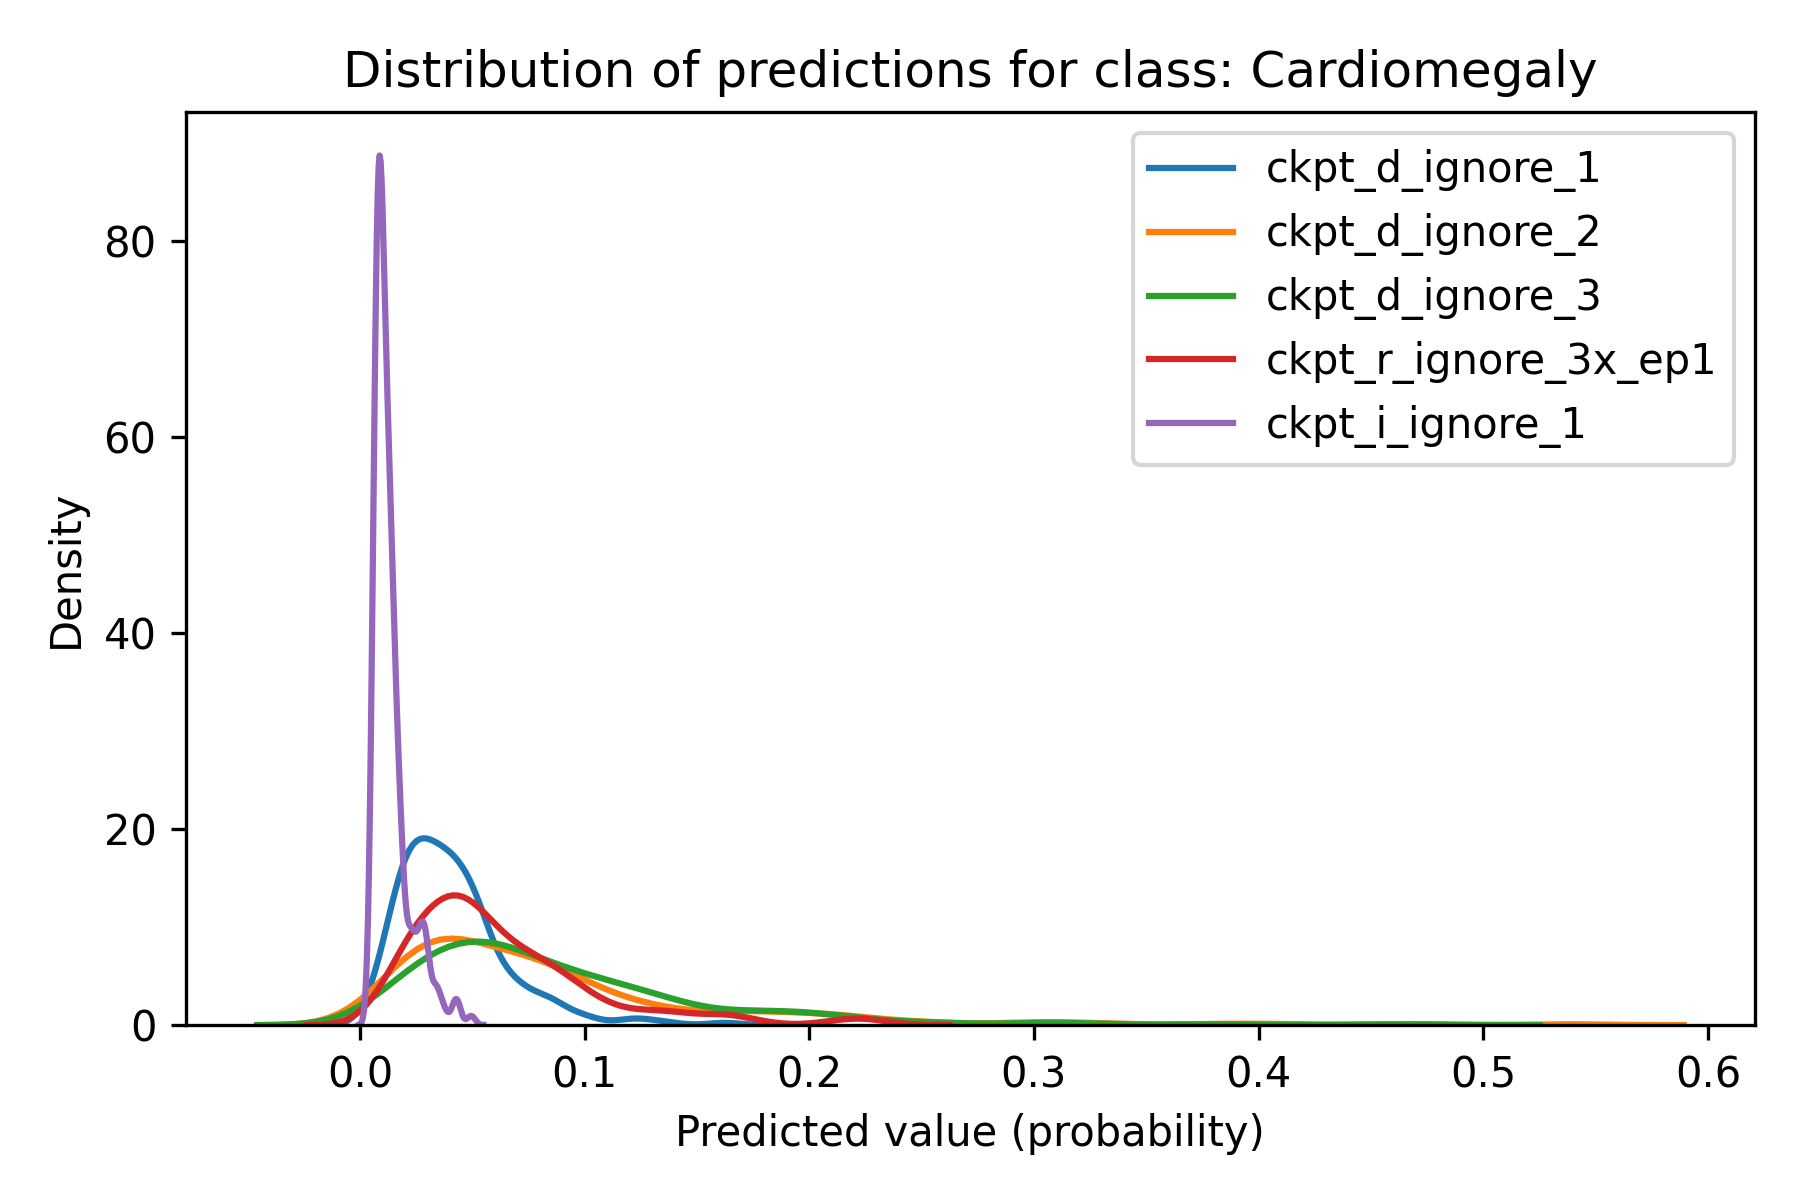 Distribution of predictions for class: Cardiomegaly
ckpt_d_ignore_1
ckpt_d_ignore_2
ckpt_d_ignore_3
ckpt_r_ignore_3x_ep1
ckpt_i_ignore_1
80
60
40
20
0
Density
0.0 0.1 0.2 0.3 0.4 0.5 0.6
Predicted value (probability)